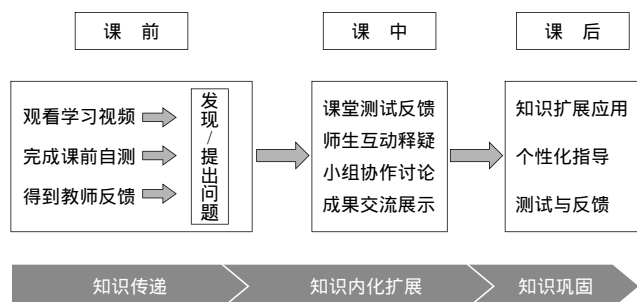 课 前
课 中
课 后
观看学习视频
完成课前自测
得到教师反馈
发现/提出问题
课堂测试反馈
师生互动释疑
小组协作讨论
成果交流展示
知识扩展应用
个性化指导
测试与反馈
知识传递
知识内化扩展
知识巩固